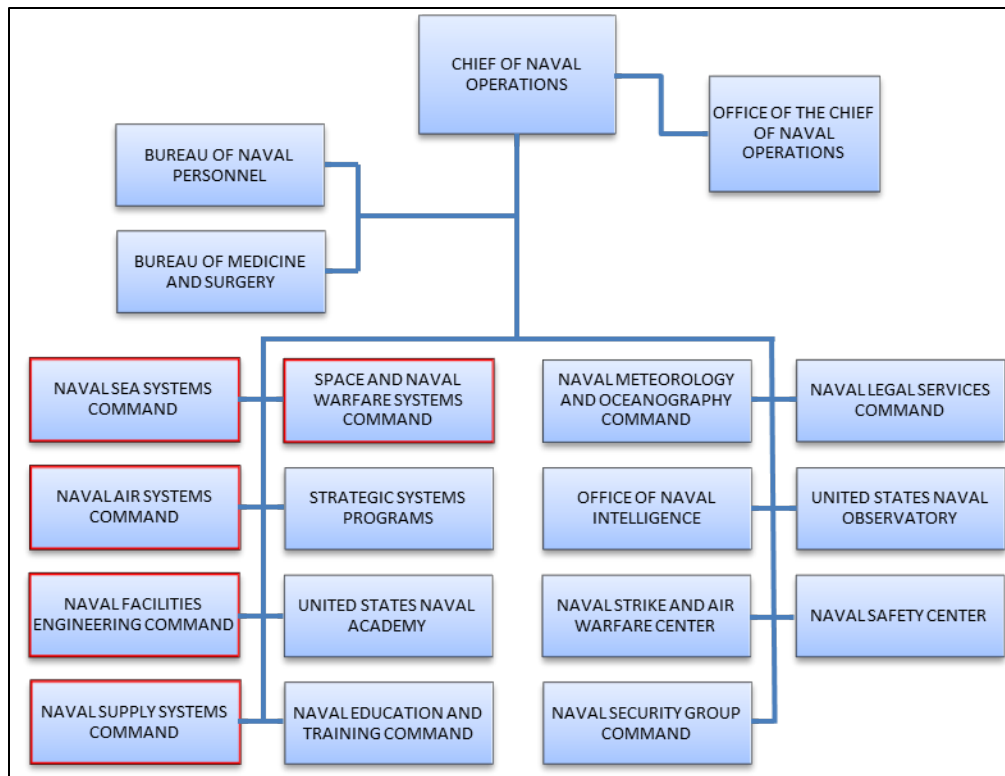 CHIEF OF NAVAL
OPERATIONS
OFFICE OF THE CHIEF
OF NAVAL
OPERATIONS
BUREAU OF NAVAL
PERSONNEL
BUREAU OF MEDICINE
AND SURGERY
NAVAL SEA SYSTEMS
COMMAND
SPACE AND NAVAL
WARFARE SYSTEMS
COMMAND
NAVAL METEOROLOGY
AND OCEANOGRAPHY
COMMAND
NAVAL LEGAL SERVICES
COMMAND
NAVAL AIR SYSTEMS
COMMAND
STRATEGIC SYSTEMS
PROGRAMS
OFFICE OF NAVAL
INTELLIGENCE
UNITED STATES NAVAL
OBSERVATORY
NAVAL FACILITIES
ENGINEERING COMMAND
UNITED STATES NAVAL
ACADEMY
NAVAL STRIKE AND AIR
WARFARE CENTER
NAVAL SAFETY CENTER
NAVAL SUPPLY SYSTEMS
COMMAND
NAVAL EDUCATION AND
TRAINING COMMAND
NAVAL SECURITY GROUP
COMMAND